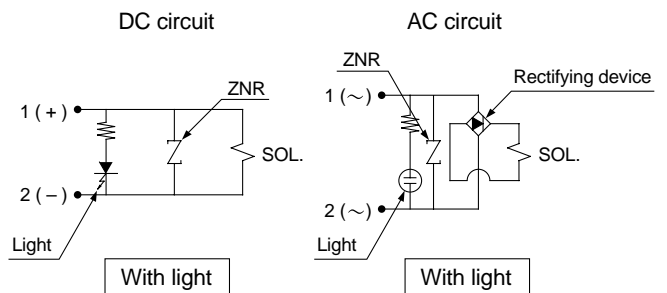 DC circuit
ZNR
1 (+)
SOL.
2 (−)
Light
With light
AC circuit
ZNR
Rectifying device
1 (∼)
SOL.
2 (∼)
Light
With light